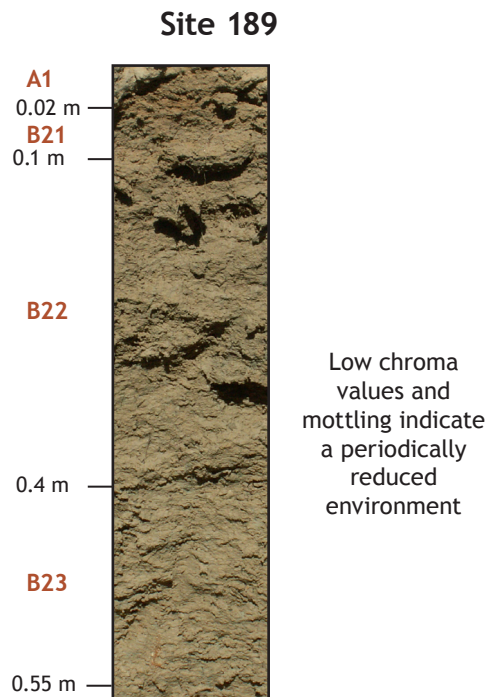 Site 189
A1
0.02 m
B21
0.1 m
B22
Low chroma
values and
mottling indicate
a periodically
reduced
environment
0.4 m
B23
0.55 m